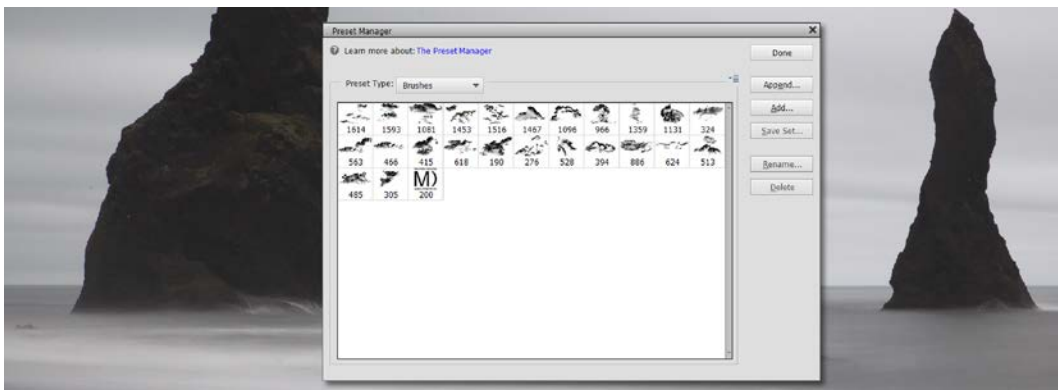 Preset Manager
Learn more about: The Preset Manager
Done
Preset Type: Brushes
Append...
Add...
Save Set...
Rename...
Delete
1614 1593 1081 1453 1516 1467 1096 966 1359 1131 324
563 466 415 618 190 276 528 394 886 624 513
M)
485 305 200